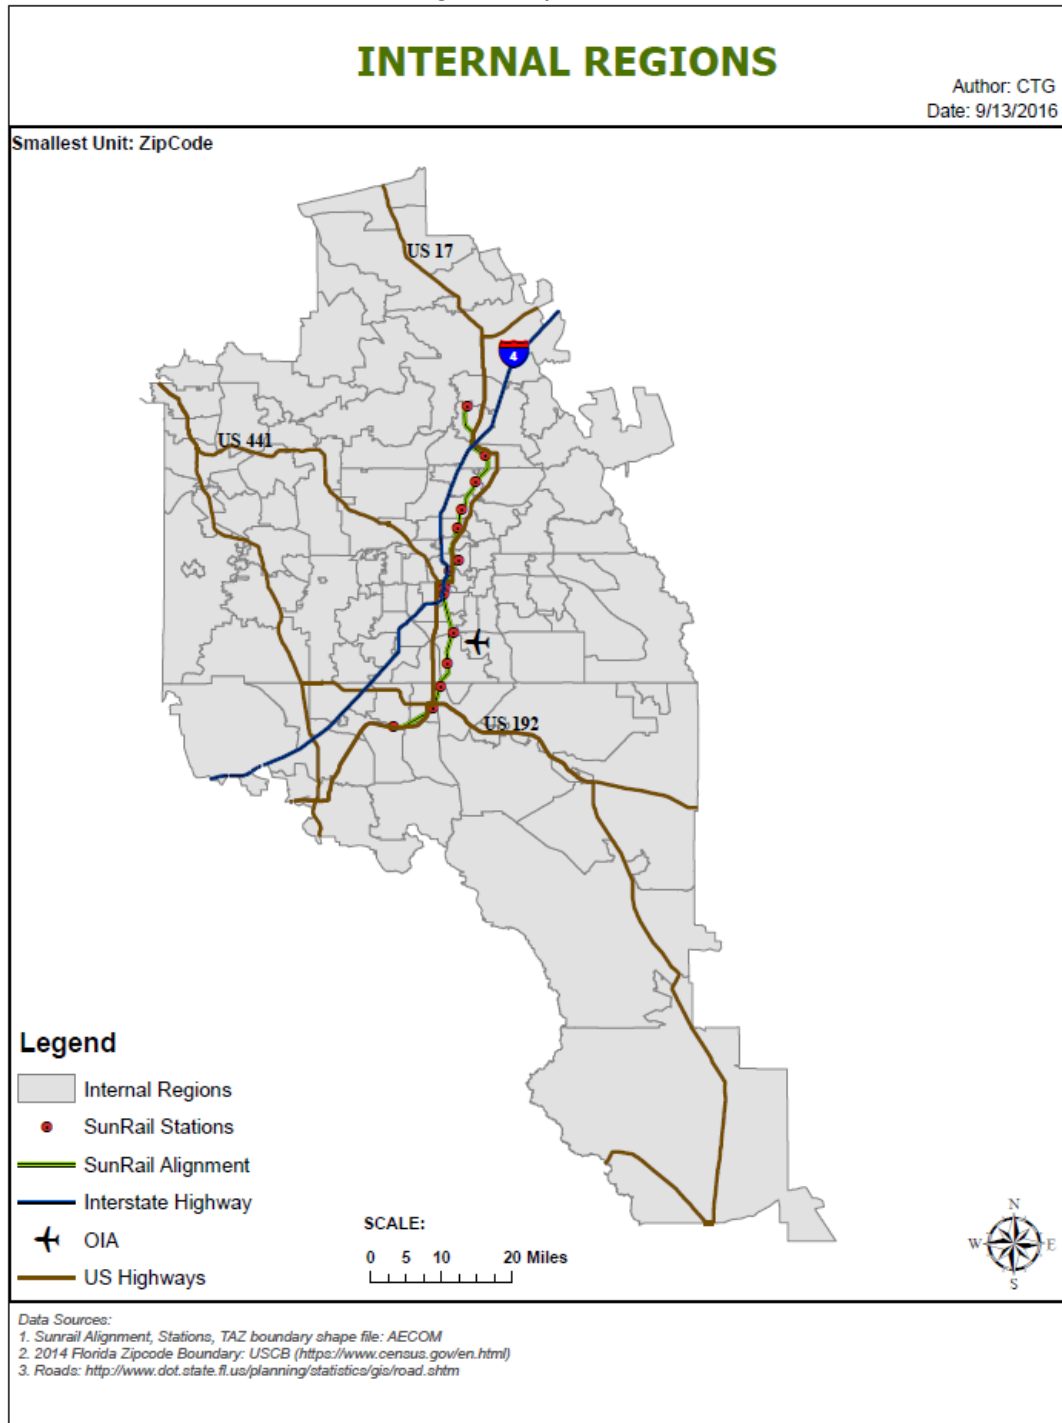 INTERNAL REGIONS
Author: CTG
Date: 9/13/2016
Smallest Unit: ZipCode
US 17
4
US 441
US 192
Legend
Internal Regions
SunRail Stations
SunRail Alignment
Interstate Highway
OIA
US Highways
SCALE:
0 5 10 20 Miles
N
W E
S
Data Sources:
1. Sunrail Alignment, Stations, TAZ boundary shape file: AECOM
2. 2014 Florida Zipcode Boundary: USCB (https://www.census.gov/en.html)
3. Roads: http://www.dot.state.fl.us/planning/statistics/gis/road.shtm